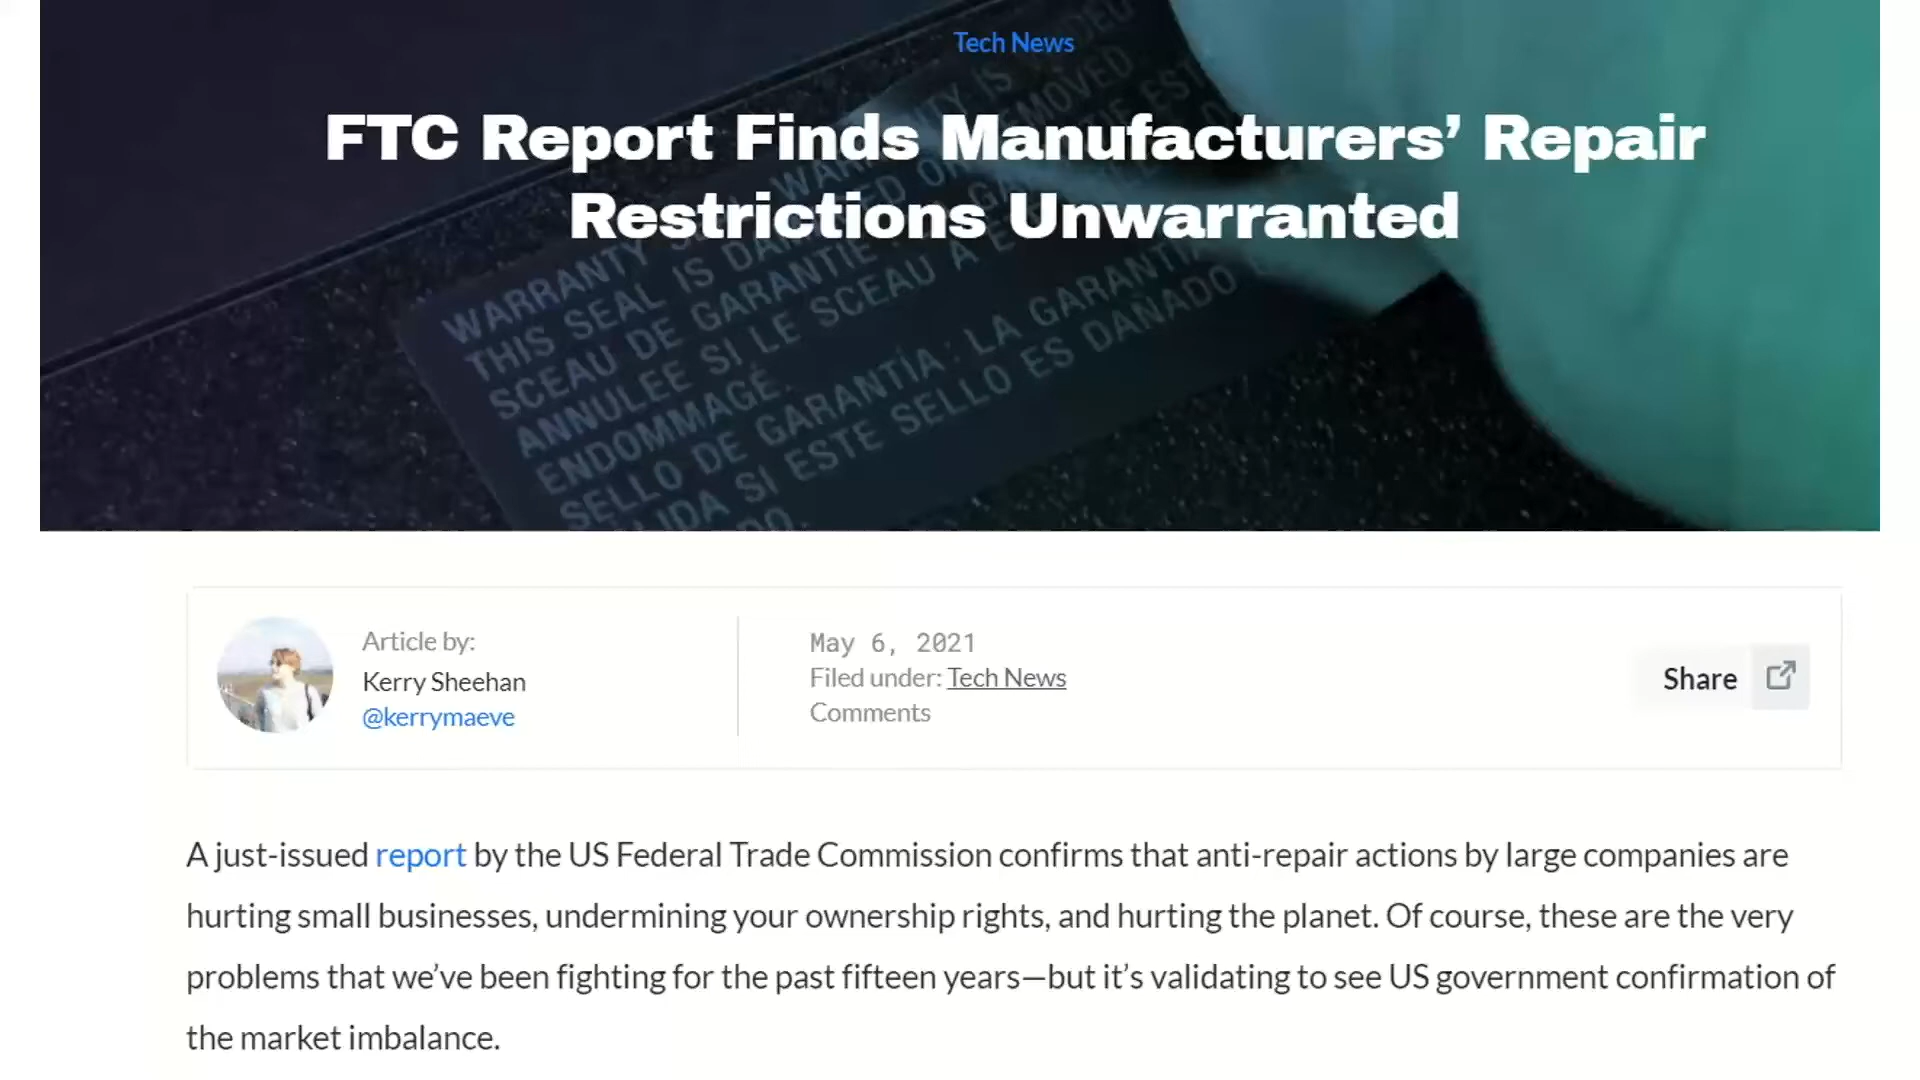 Tech News
FTC Report Finds Manufacturers’ Repair
Restrictions Unwarranted
WARRANTY
THIS SEAL IS
SCEAU DE GARANTIE
ANNULEE SI LE SCEAU A
ENDOMMAGÉ.
SELLO DE GARANTÍA: LA GARANTÍA
SI ESTE SELLO ES DAÑADO
Article by:
Kerry Sheehan
@kerrymaeve
May 6, 2021
Filed under: Tech News
Comments
Share
A just-issued report by the US Federal Trade Commission confirms that anti-repair actions by large companies are
hurting small businesses, undermining your ownership rights, and hurting the planet. Of course, these are the very
problems that we’ve been fighting for the past fifteen years—but it’s validating to see US government confirmation of
the market imbalance.